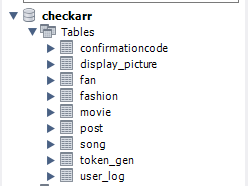 checkarr
Tables
confirmationcode
display_picture
fan
fashion
movie
post
song
token_gen
user_log